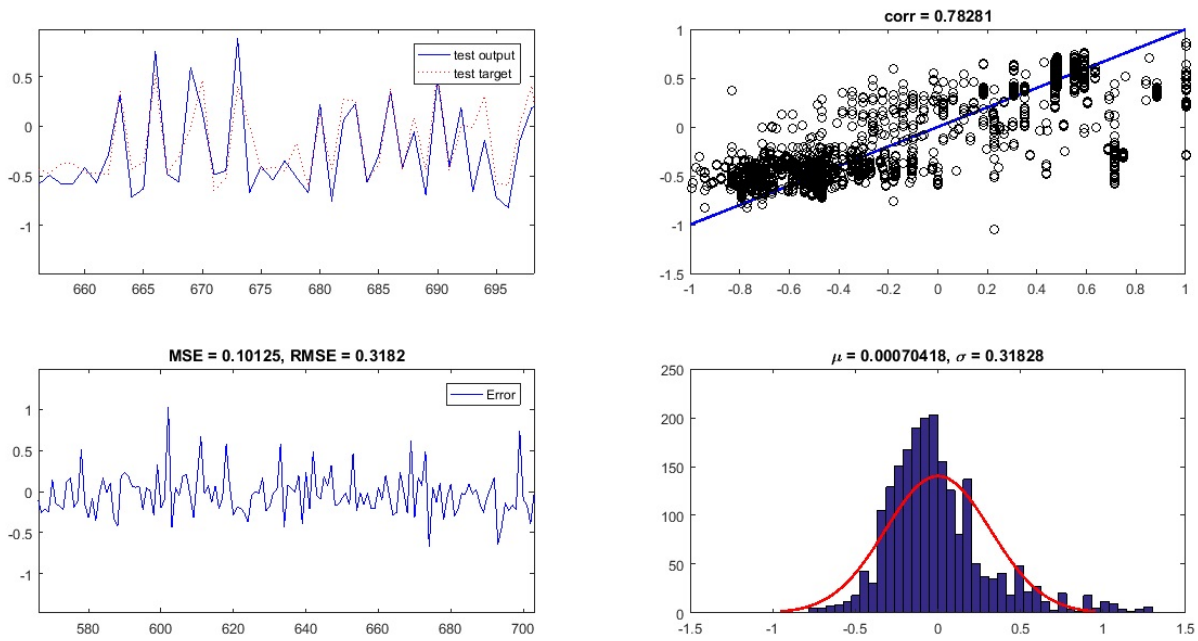 corr = 0.78281
0.5
0
-0.5
-1
test output
test target
660 665 670 675 680 685 690 695
1
0.5
0
-0.5
-1
-1.5
-1 -0.8 -0.6 -0.4 -0.2 0 0.2 0.4 0.6 0.8 1
MSE = 0.10125, RMSE = 0.3182
1
0.5
0
-0.5
-1
Error
580 600 620 640 660 680 700
μ = 0.00070418, σ = 0.31828
250
200
150
100
50
0
-1.5 -1 -0.5 0 0.5 1 1.5